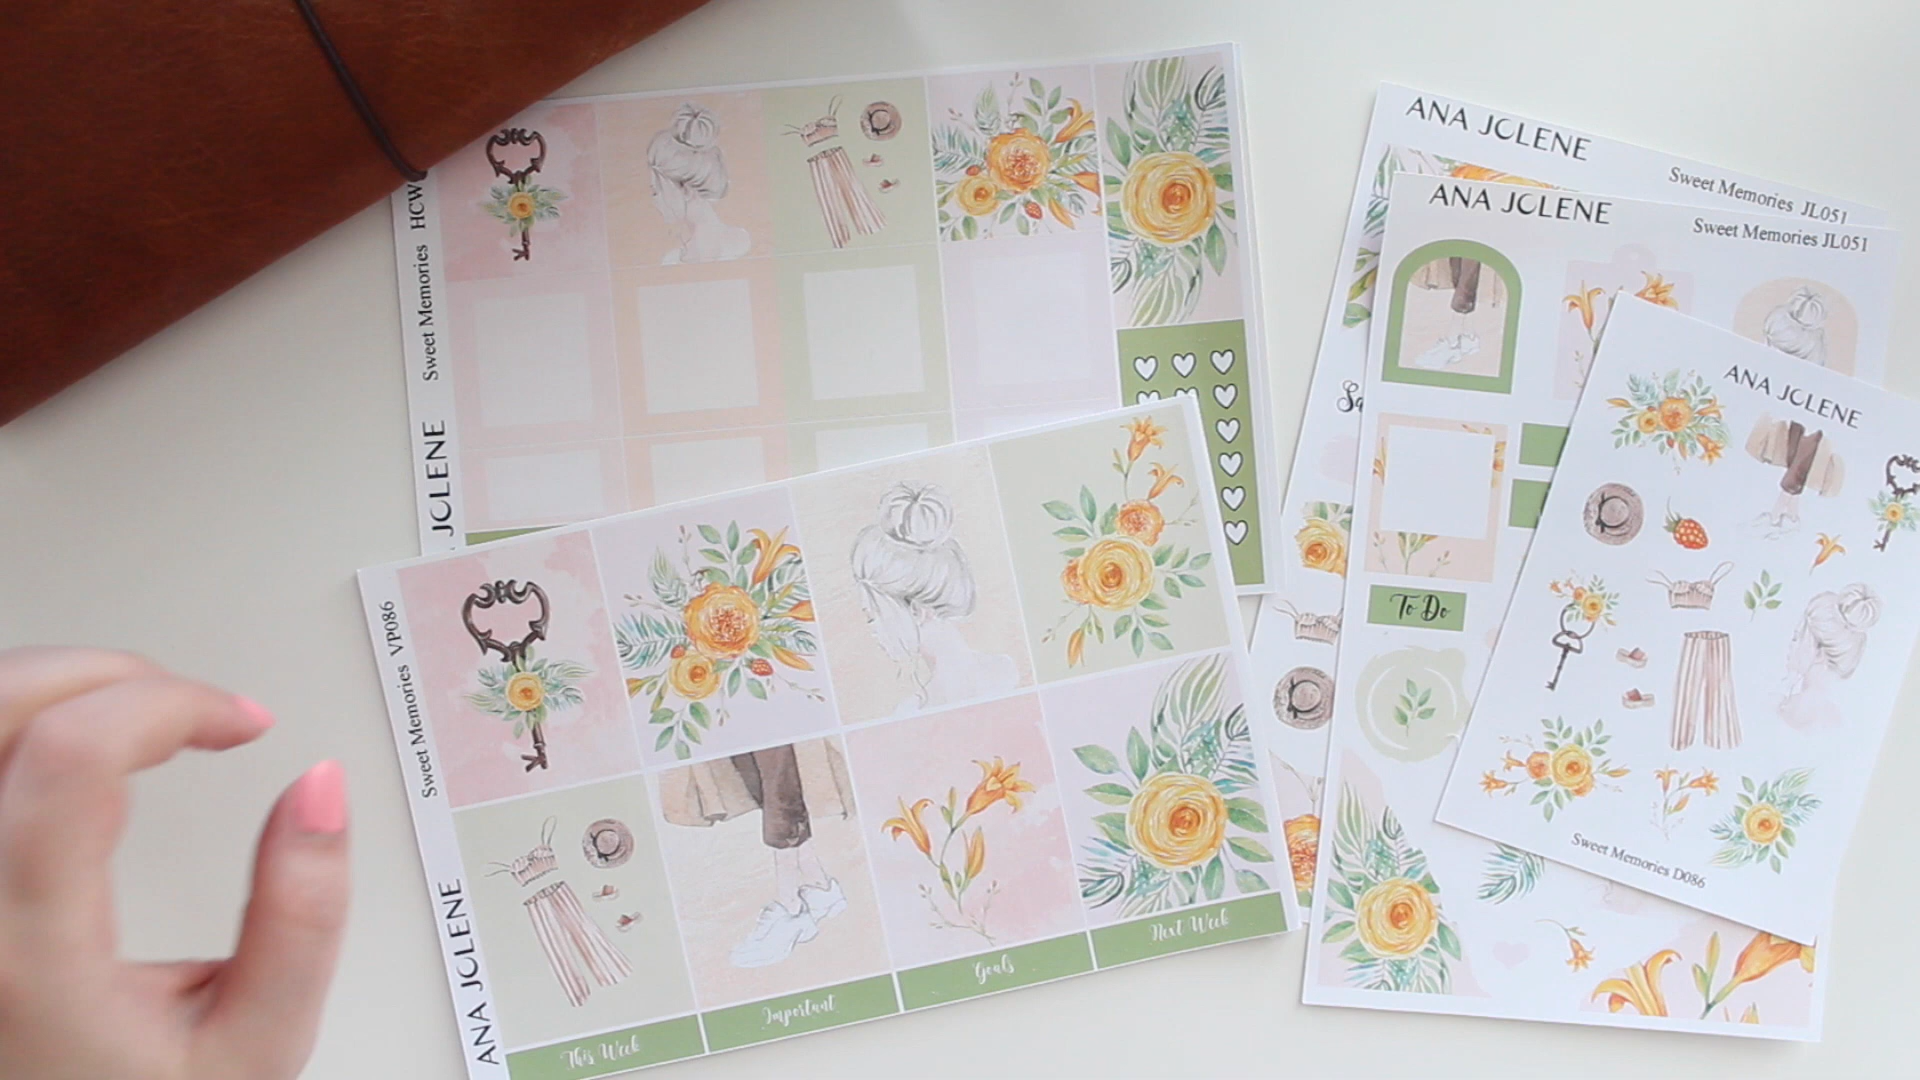 Sweet Memories HCW
JOLENE
Sweet Memories VP086
ANA JOLENE
This Week
Important
Goals
Next Week
ANA JOLENE
Sweet Memories JL051
ANA JOLENE
Sweet Memories JL051
To Do
ANA JOLENE
Sweet Memories D086